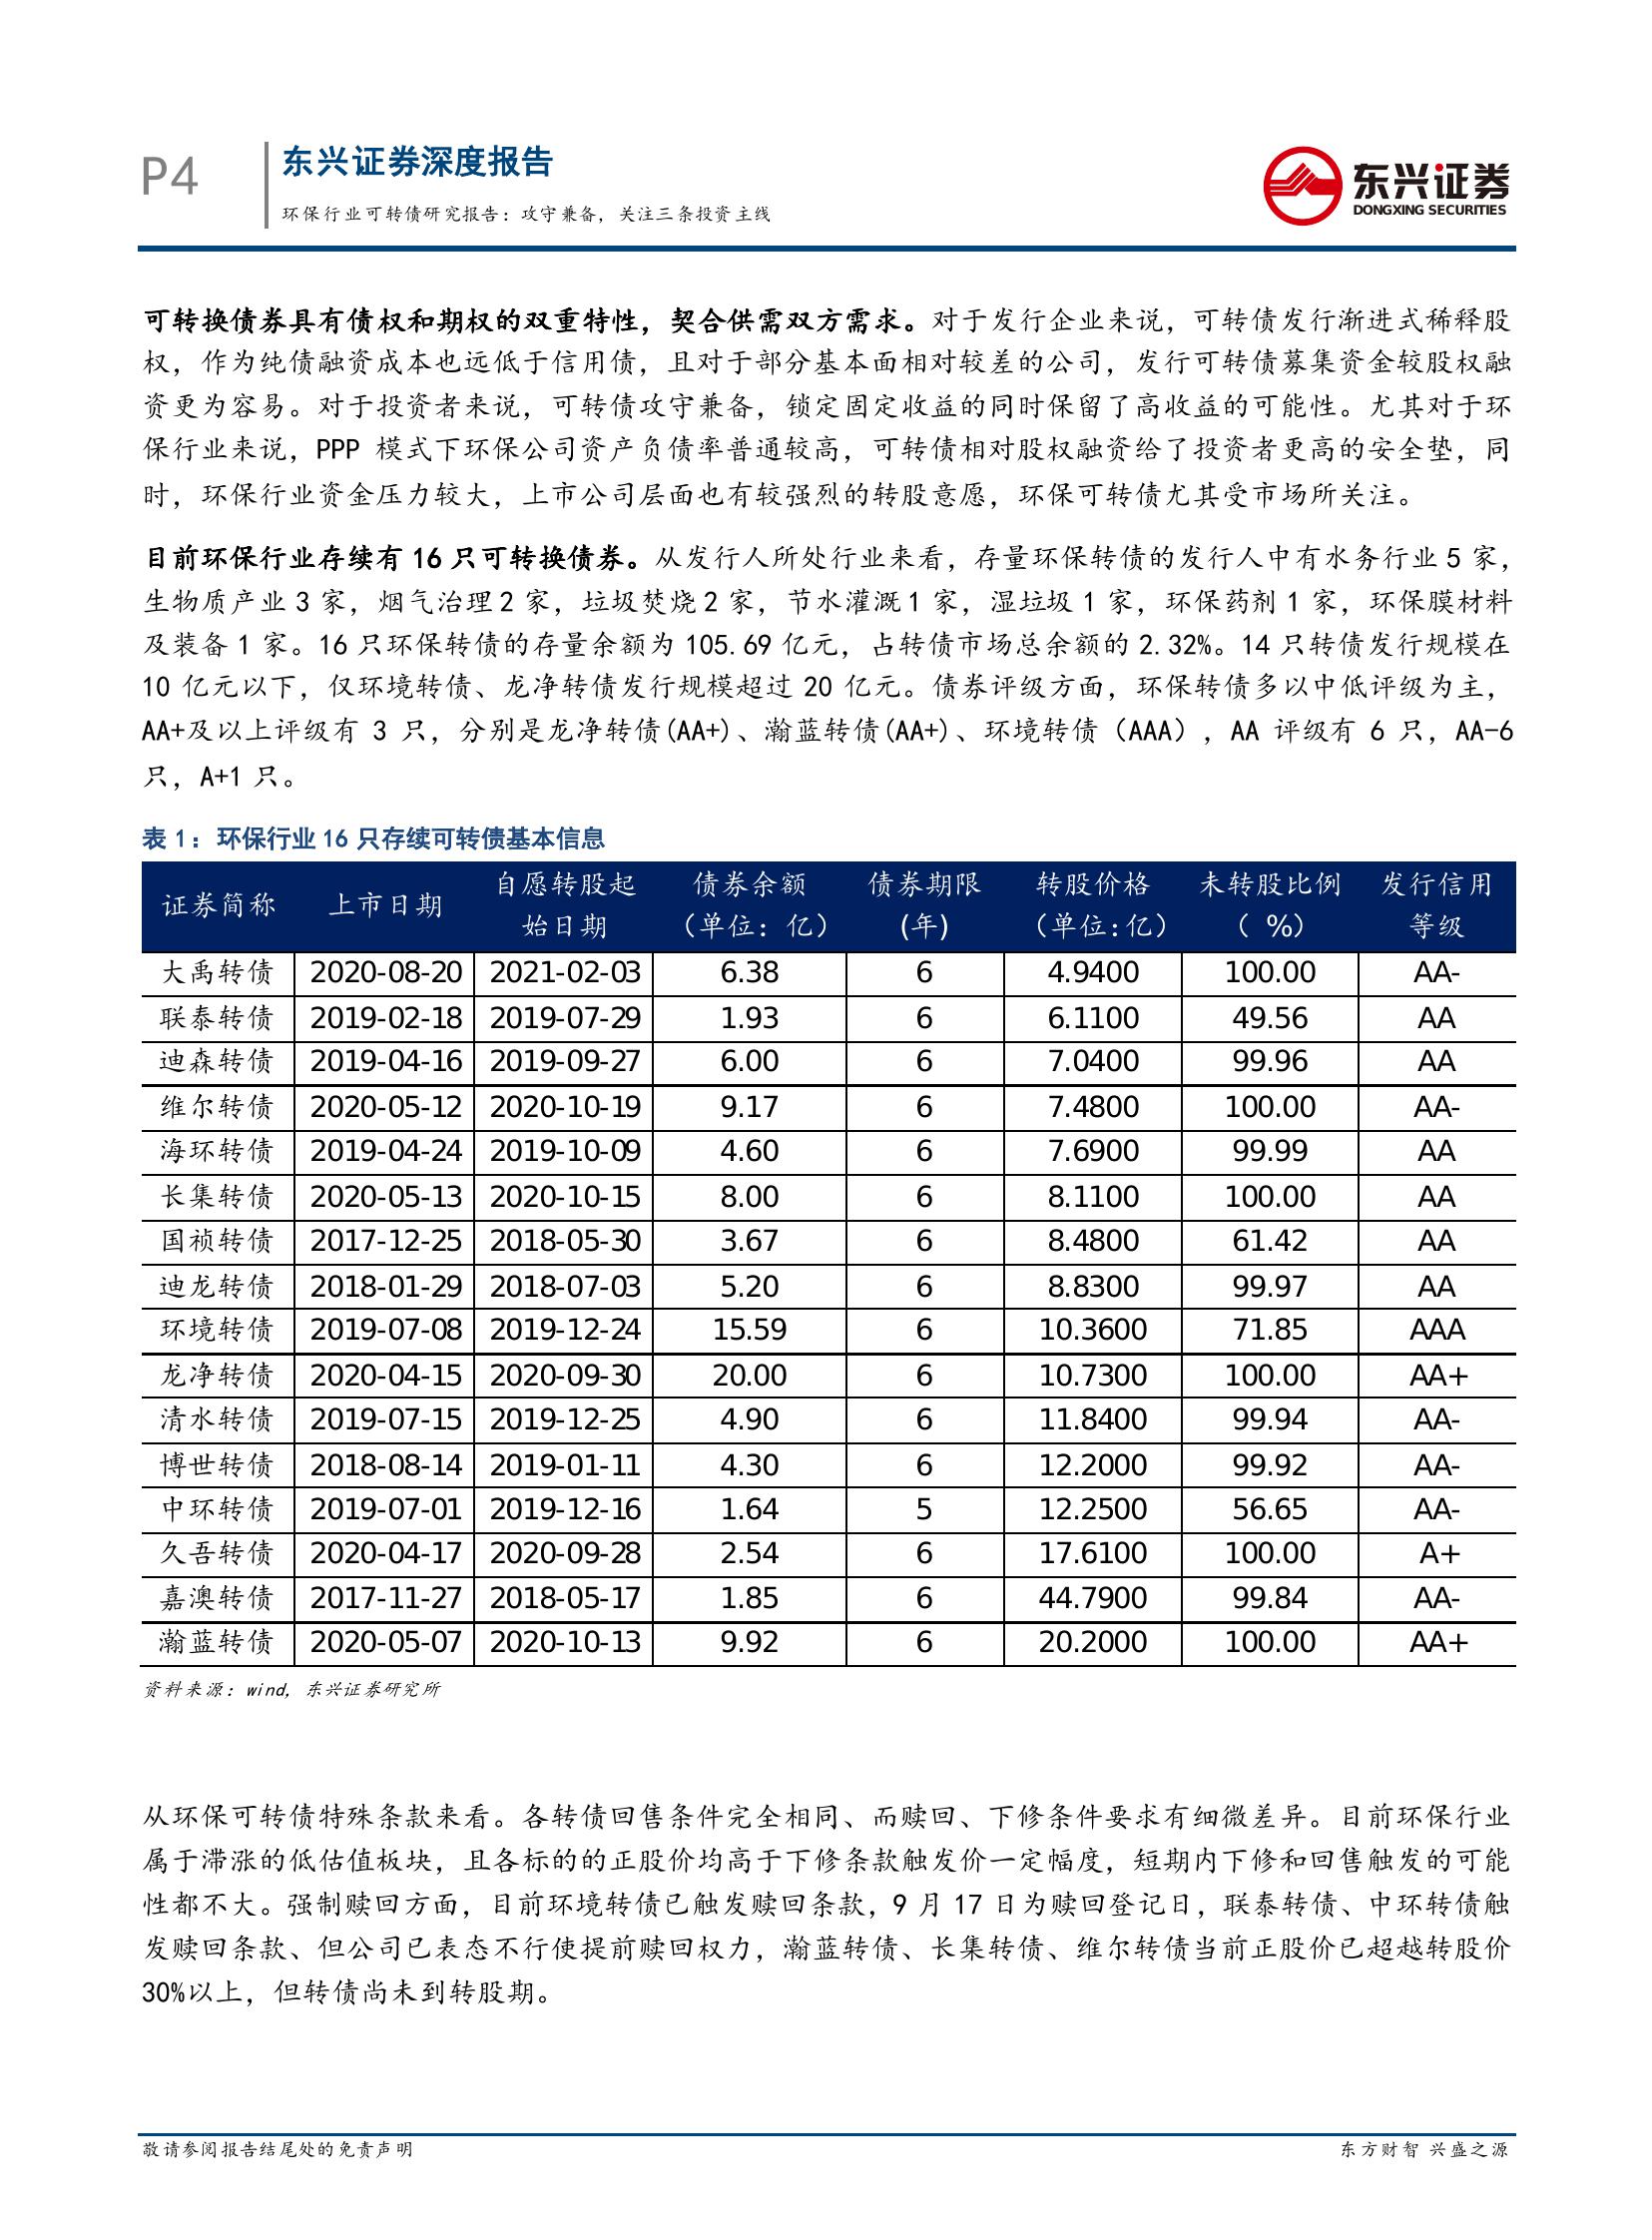 P4
东兴证券深度报告
环保行业可转债研究报告：攻守兼备，关注三条投资主线
东兴证券
DONGXING SECURITIES
可转换债券具有债权和期权的双重特性，契合供需双方需求。对于发行企业来说，可转债发行渐进式稀释股
权，作为纯债融资成本也远低于信用债，且对于部分基本面相对较差的公司，发行可转债募集资金较股权融
资更为容易。对于投资者来说，可转债攻守兼备，锁定固定收益的同时保留了高收益的可能性。尤其对于环
保行业来说，PPP 模式下环保公司资产负债率普通较高，可转债相对股权融资给了投资者更高的安全垫，同
时，环保行业资金压力较大，上市公司层面也有较强烈的转股意愿，环保可转债尤其受市场所关注。
目前环保行业存续有 16 只可转换债券。从发行人所处行业来看，存量环保转债的发行人中有水务行业 5 家，
生物质产业 3 家，烟气治理 2 家，垃圾焚烧 2 家，节水灌溉 1 家，湿垃圾 1 家，环保药剂 1 家，环保膜材料
及装备 1 家。16 只环保转债的存量余额为 105.69 亿元，占转债市场总余额的 2.32%。14 只转债发行规模在
10 亿元以下，仅环境转债、龙净转债发行规模超过 20 亿元。债券评级方面，环保转债多以中低评级为主，
AA+及以上评级有 3 只，分别是龙净转债(AA+)、瀚蓝转债(AA+)、环境转债（AAA），AA 评级有 6 只，AA-6
只，A+1 只。
表 1：环保行业 16 只存续可转债基本信息
证券简称 上市日期 自愿转股起始日期 债券余额（单位：亿） 债券期限(年) 转股价格（单位:亿） 未转股比例（ %） 发行信用等级
大禹转债 2020-08-20 2021-02-03 6.38 6 4.9400 100.00 AA-
联泰转债 2019-02-18 2019-07-29 1.93 6 6.1100 49.56 AA
迪森转债 2019-04-16 2019-09-27 6.00 6 7.0400 99.96 AA
维尔转债 2020-05-12 2020-10-19 9.17 6 7.4800 100.00 AA-
海环转债 2019-04-24 2019-10-09 4.60 6 7.6900 99.99 AA
长集转债 2020-05-13 2020-10-15 8.00 6 8.1100 100.00 AA
国祯转债 2017-12-25 2018-05-30 3.67 6 8.4800 61.42 AA
迪龙转债 2018-01-29 2018-07-03 5.20 6 8.8300 99.97 AA
环境转债 2019-07-08 2019-12-24 15.59 6 10.3600 71.85 AAA
龙净转债 2020-04-15 2020-09-30 20.00 6 10.7300 100.00 AA+
清水转债 2019-07-15 2019-12-25 4.90 6 11.8400 99.94 AA-
博世转债 2018-08-14 2019-01-11 4.30 6 12.2000 99.92 AA-
中环转债 2019-07-01 2019-12-16 1.64 5 12.2500 56.65 AA-
久吾转债 2020-04-17 2020-09-28 2.54 6 17.6100 100.00 A+
嘉澳转债 2017-11-27 2018-05-17 1.85 6 44.7900 99.84 AA-
瀚蓝转债 2020-05-07 2020-10-13 9.92 6 20.2000 100.00 AA+
资料来源：wind, 东兴证券研究所
从环保可转债特殊条款来看。各转债回售条件完全相同、而赎回、下修条件要求有细微差异。目前环保行业
属于滞涨的低估值板块，且各标的的正股价均高于下修条款触发价一定幅度，短期内下修和回售触发的可能
性都不大。强制赎回方面，目前环境转债已触发赎回条款，9 月 17 日为赎回登记日，联泰转债、中环转债触
发赎回条款、但公司已表态不行使提前赎回权力，瀚蓝转债、长集转债、维尔转债当前正股价已超越转股价
30%以上，但转债尚未到转股期。
敬请参阅报告结尾处的免责声明
东方财智 兴盛之源